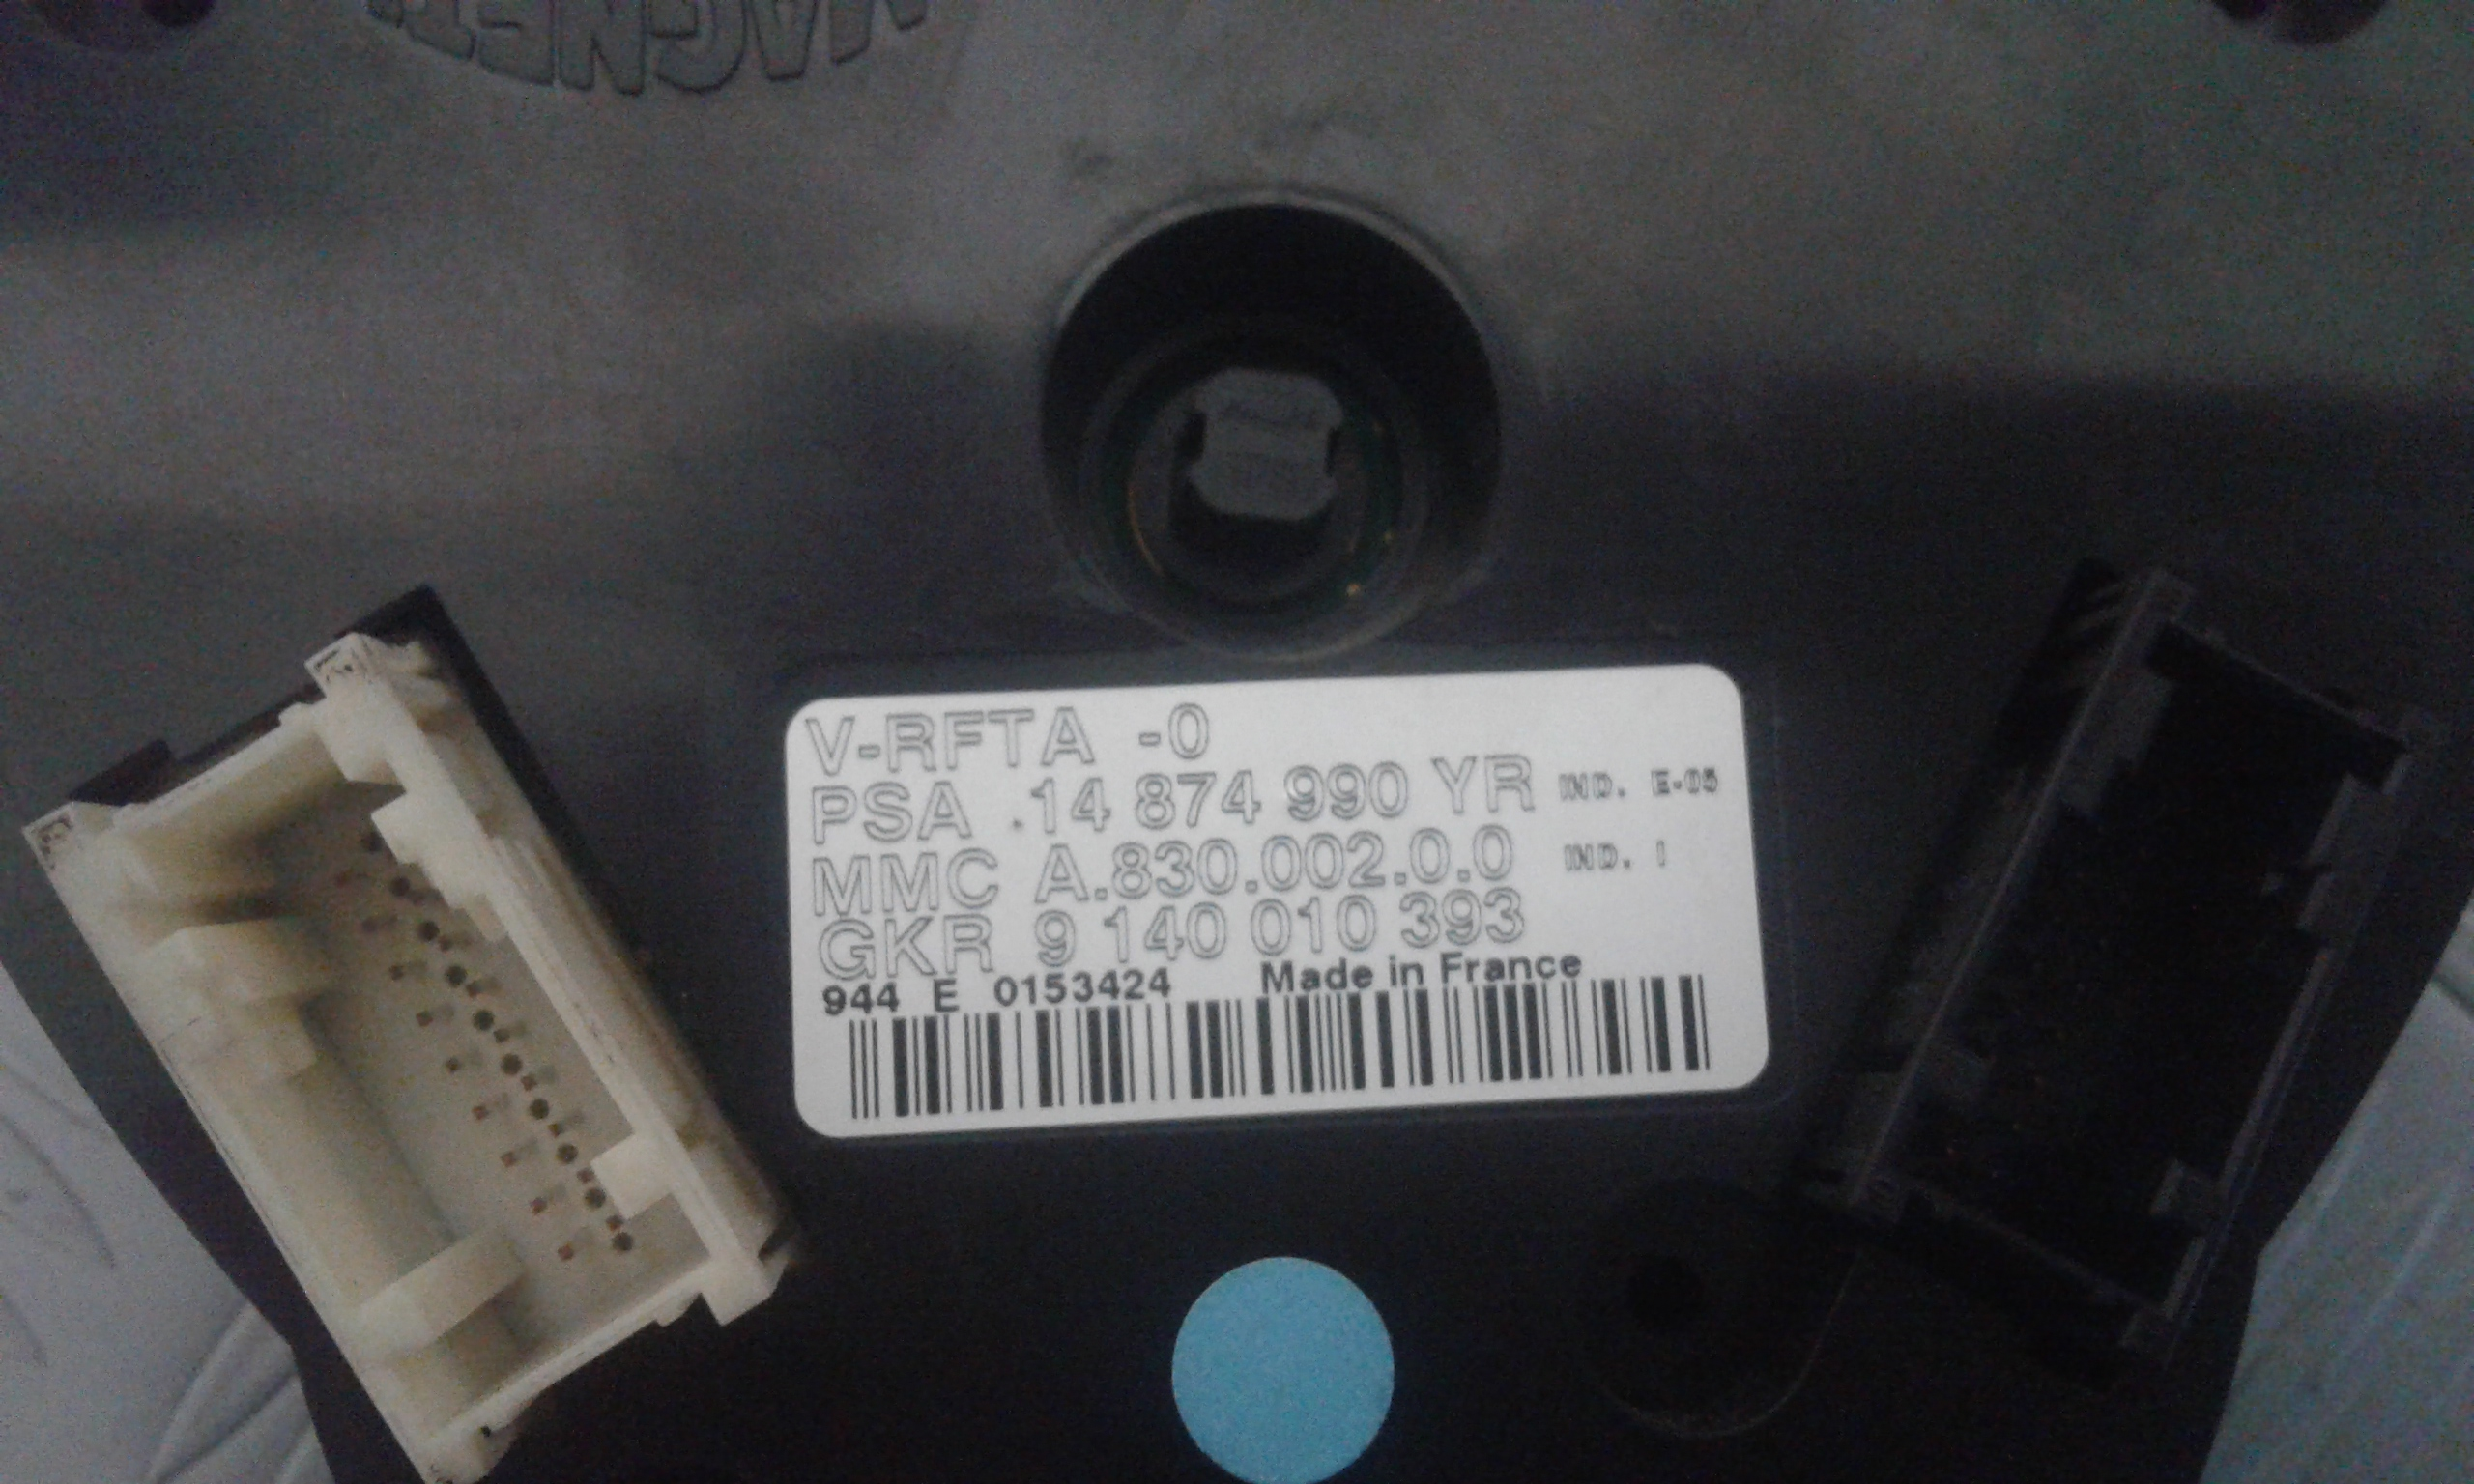 MAGNETI
V-RFTA -0
PSA .14 874 990 YR IND. E-05
MMC A.830.002.0.0 IND. I
GKR 9 140 010 393
944 E 0153424 Made in France